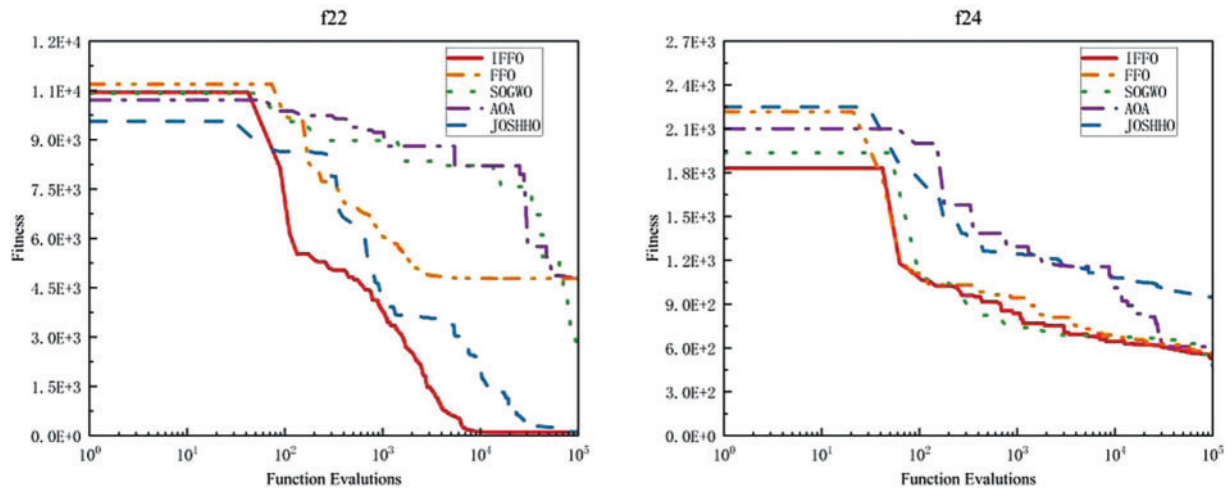 f22
1.2E+4
1.1E+4
9.0E+3
7.5E+3
6.0E+3
4.5E+3
3.0E+3
1.5E+3
0.0E+0
Fitness
10^0 10^1 10^2 10^3 10^4 10^5
Function Evalutions
IFFO
FFO
SOGWO
AOA
JOSHHO
f24
2.7E+3
2.4E+3
2.1E+3
1.8E+3
1.5E+3
1.2E+3
9.0E+2
6.0E+2
3.0E+2
0.0E+0
Fitness
10^0 10^1 10^2 10^3 10^4 10^5
Function Evalutions
IFFO
FFO
SOGWO
AOA
JOSHHO